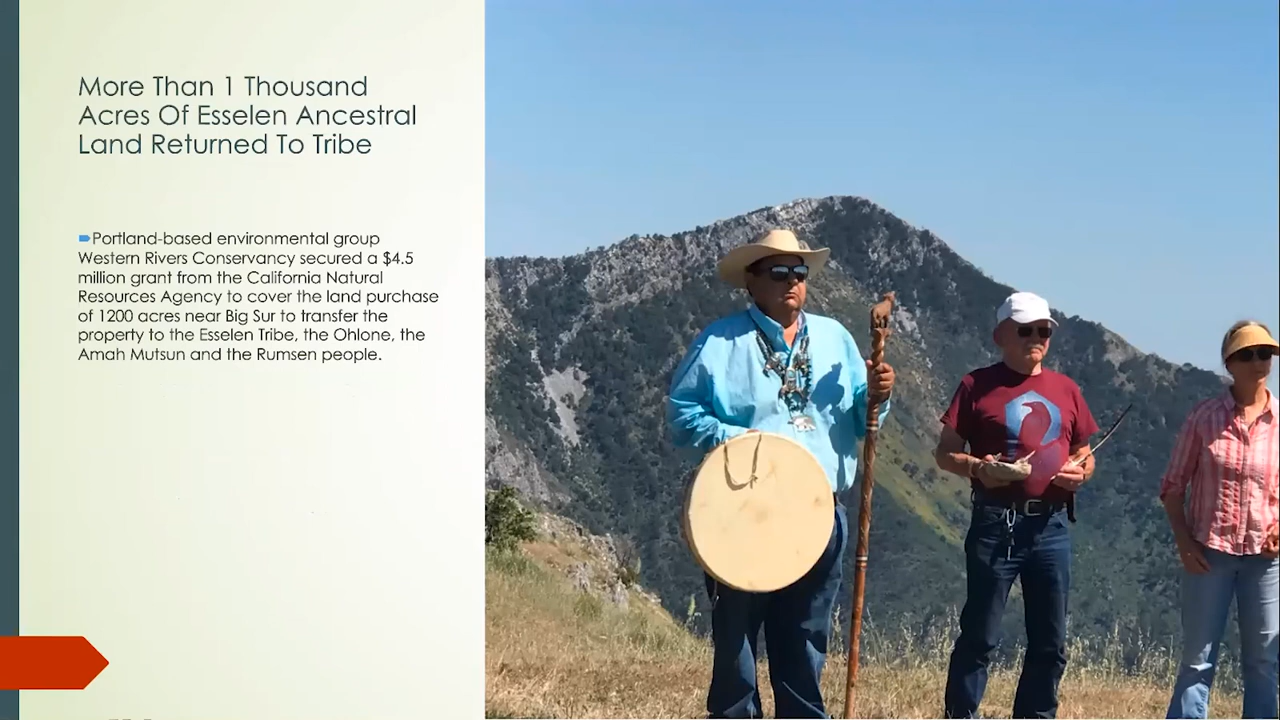 More Than 1 Thousand
Acres Of Esselen Ancestral
Land Returned To Tribe
Portland-based environmental group
Western Rivers Conservancy secured a $4.5
million grant from the California Natural
Resources Agency to cover the land purchase
of 1200 acres near Big Sur to transfer the
property to the Esselen Tribe, the Ohlone, the
Amah Mutsun and the Rumsen people.